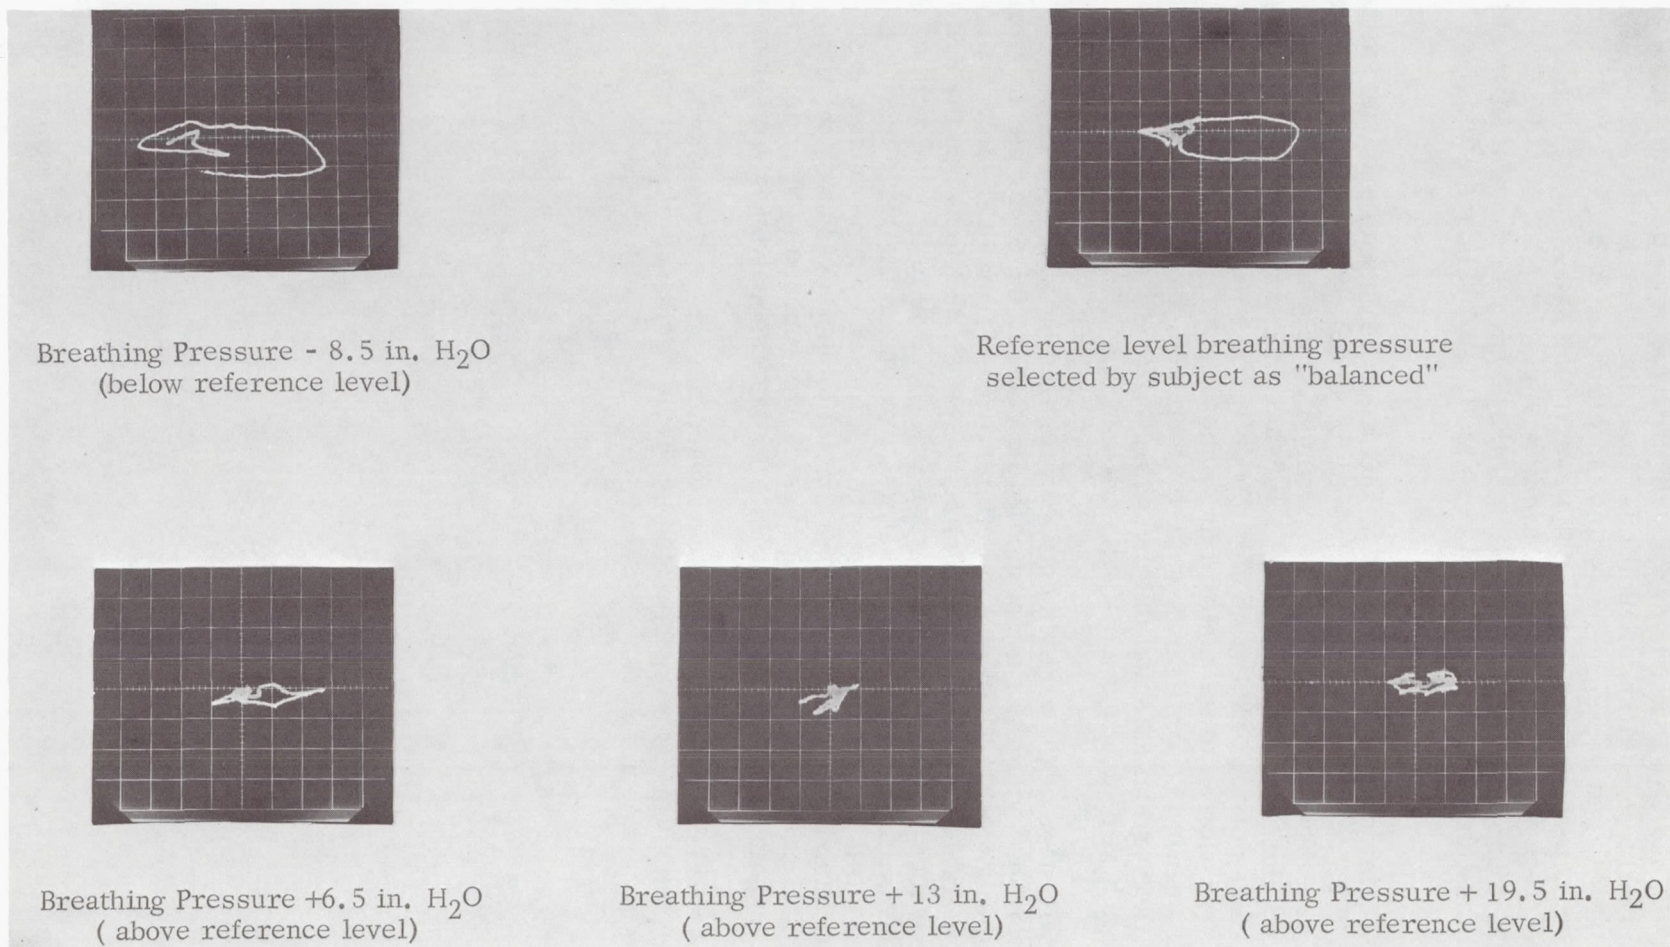 Breathing Pressure - 8.5 in. H₂O
(below reference level)
Reference level breathing pressure
selected by subject as "balanced"
Breathing Pressure +6.5 in. H₂O
( above reference level)
Breathing Pressure + 13 in. H₂O
( above reference level)
Breathing Pressure + 19.5 in. H₂O
( above reference level)